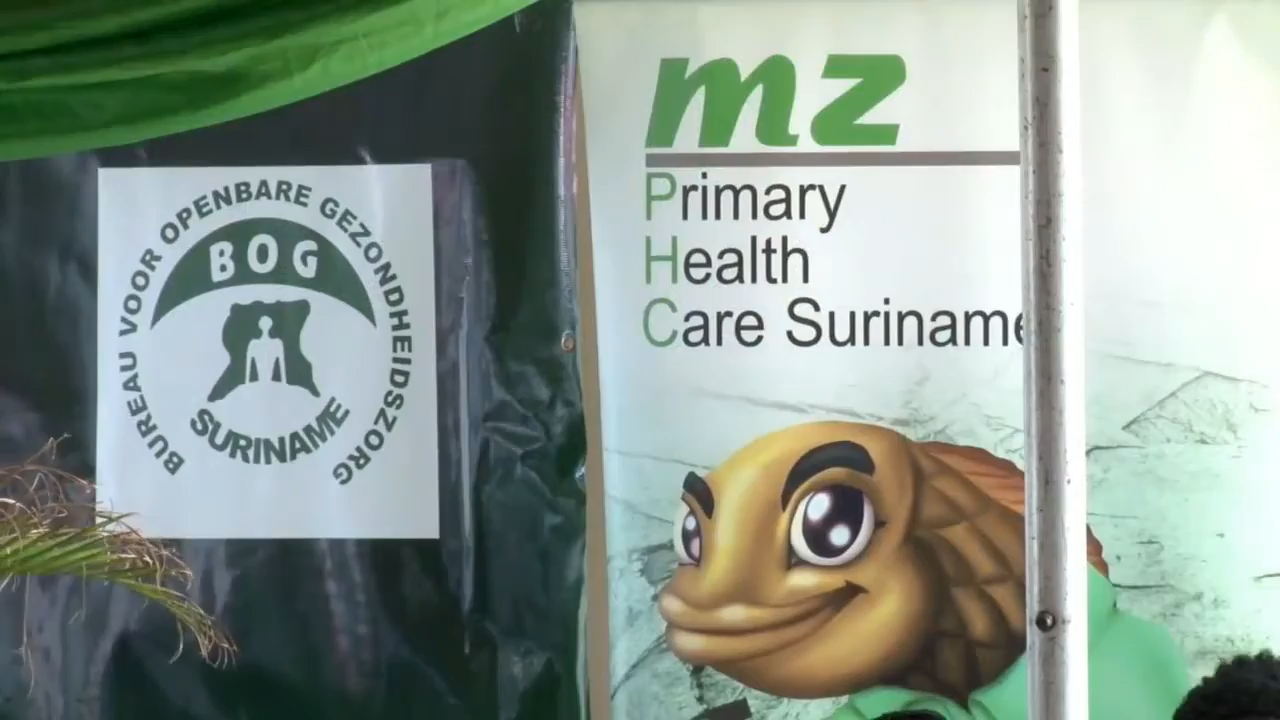 BUREAU VOOR OPENBARE GEZONDHEIDSZORG
BOG
SURINAME
mz
Primary
Health
Care Suriname